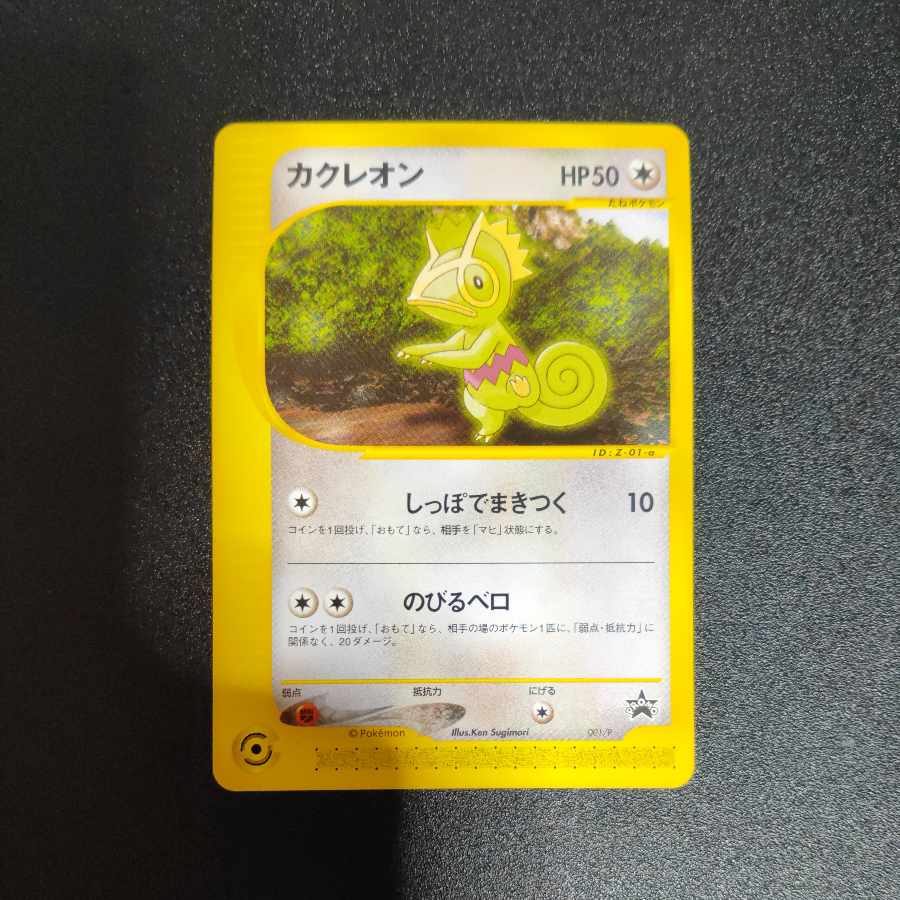 カクレオン HP50
たねポケモン
ID:Z-01-a
しっぽでまきつく 10
コインを1回投げ、「おもて」なら、相手を「マヒ」状態にする。
のびるベロ
コインを1回投げ、「おもて」なら、相手の場のポケモン1匹に、「弱点・抵抗力」に
関係なく、20ダメージ。
弱点 抵抗力 にげる
© Pokémon Illus.Ken Sugimori 001/P